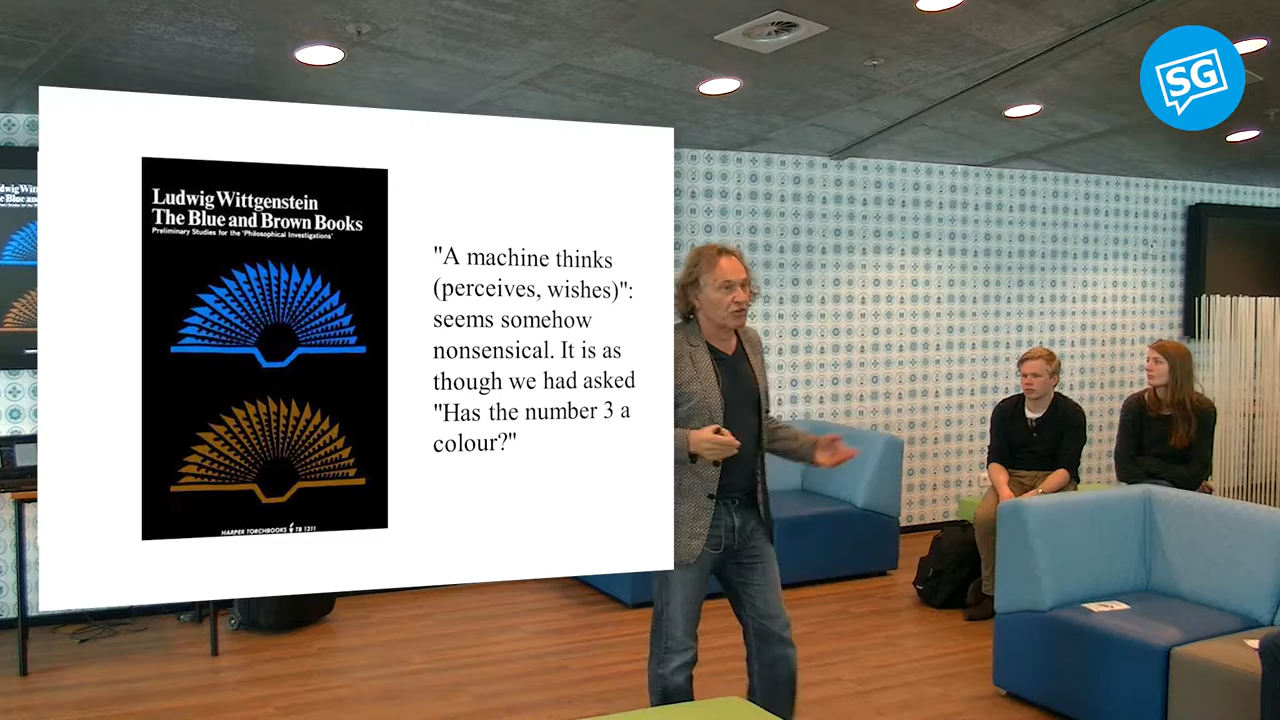 SG
Ludwig Wittgenstein
The Blue and Brown Books
Preliminary Studies for the 'Philosophical Investigations'
HARPER TORCHBOOKS TB 1211
"A machine thinks
(perceives, wishes)":
seems somehow
nonsensical. It is as
though we had asked
"Has the number 3 a
colour?"